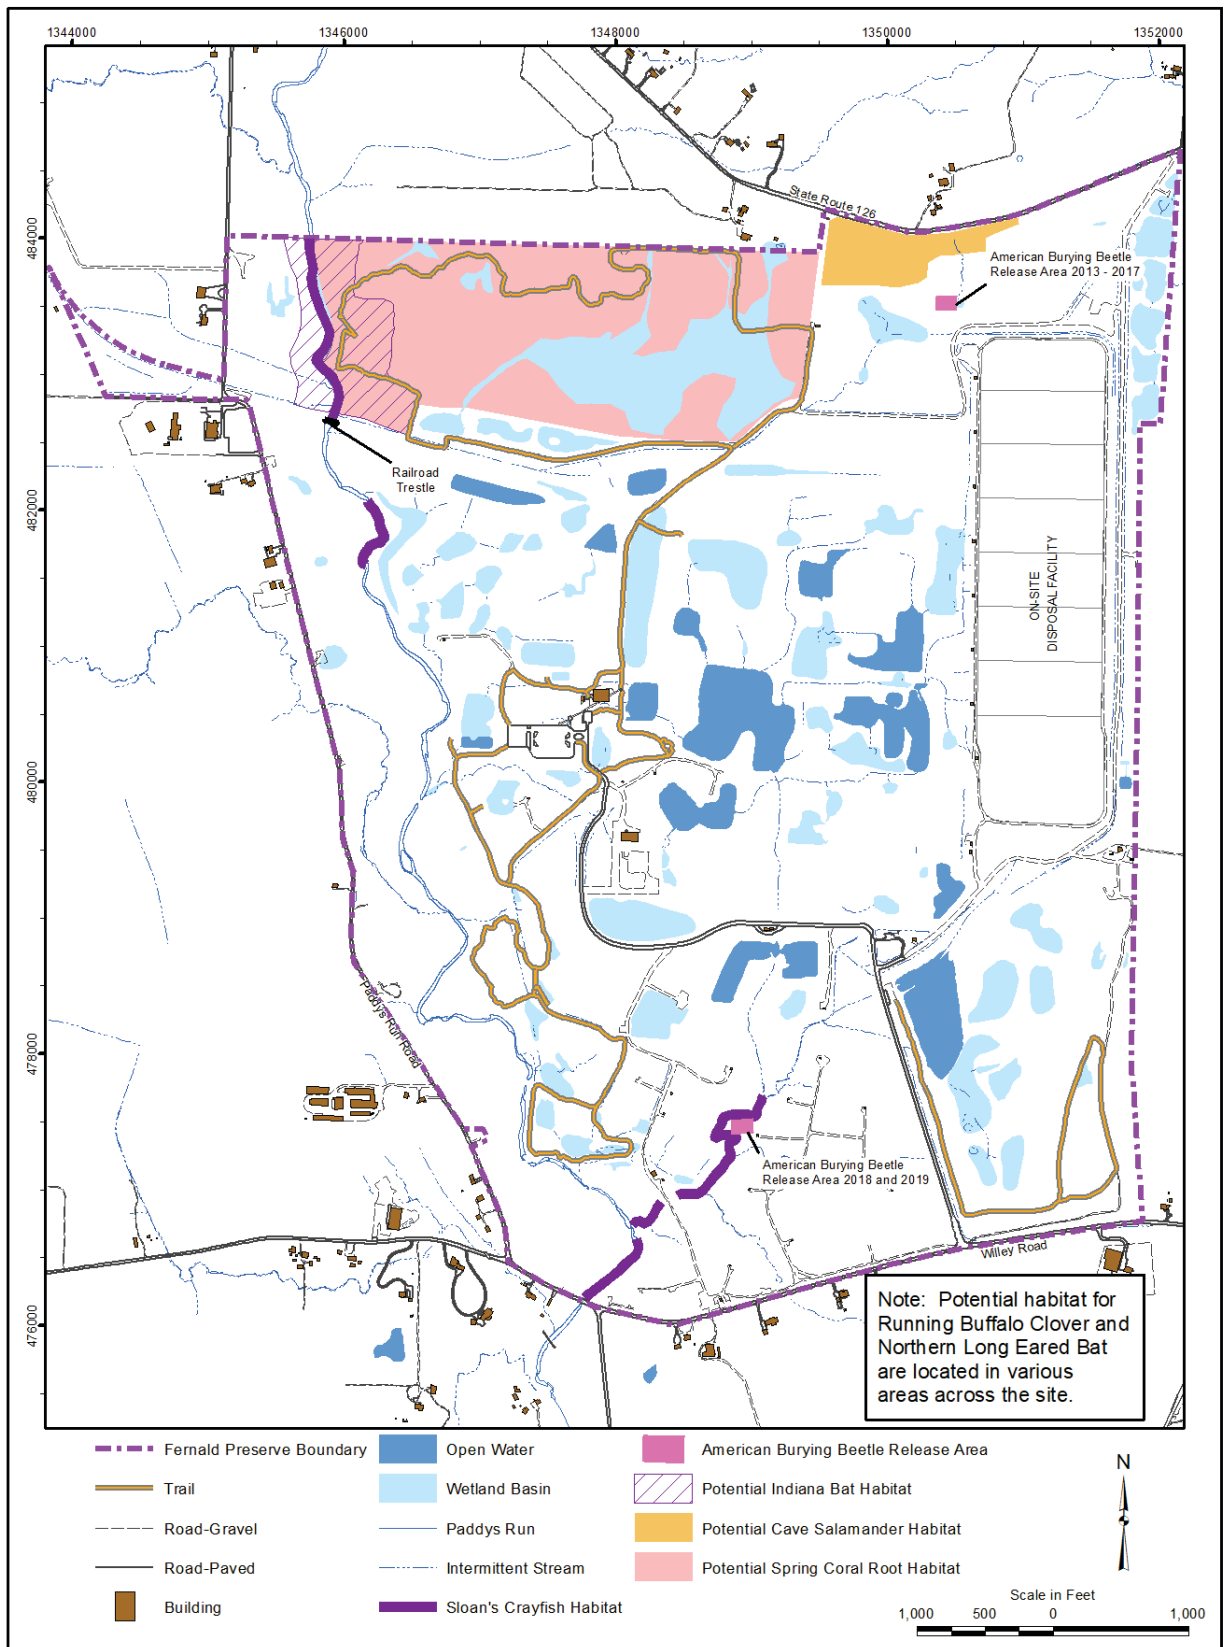 1344000
1346000
1348000
1350000
1352000
484000
482000
480000
478000
476000
State Route 126
American Burying Beetle
Release Area 2013 - 2017
Railroad
Trestle
ON-SITE
DISPOSAL FACILITY
Paddys Run Road
American Burying Beetle
Release Area 2018 and 2019
Willey Road
Note: Potential habitat for
Running Buffalo Clover and
Northern Long Eared Bat
are located in various
areas across the site.
Fernald Preserve Boundary
Trail
Road-Gravel
Road-Paved
Building
Open Water
Wetland Basin
Paddys Run
Intermittent Stream
Sloan's Crayfish Habitat
American Burying Beetle Release Area
Potential Indiana Bat Habitat
Potential Cave Salamander Habitat
Potential Spring Coral Root Habitat
N
Scale in Feet
1,000 500 0 1,000